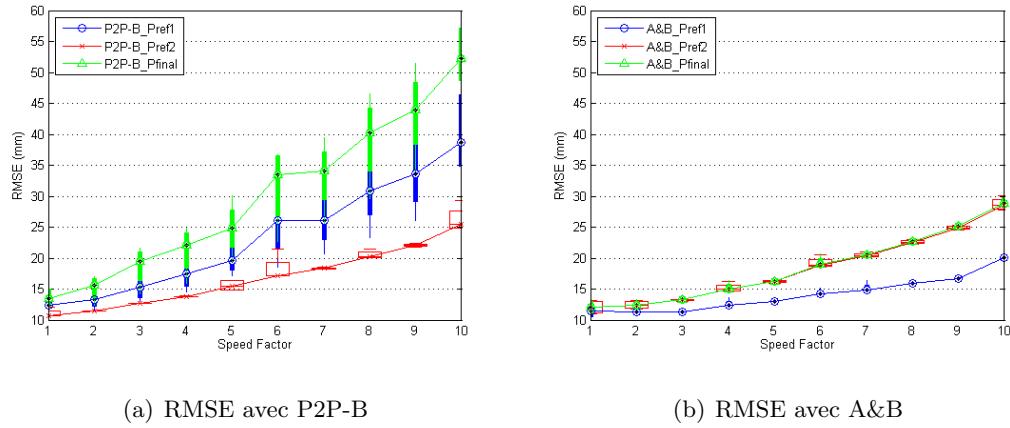 60
55
50
45
40
35
30
25
20
15
10
RMSE (mm)
P2P-B_Pref1
P2P-B_Pref2
P2P-B_Pfinal
1 2 3 4 5 6 7 8 9 10
Speed Factor
(a) RMSE avec P2P-B
60
55
50
45
40
35
30
25
20
15
10
RMSE (mm)
A&B_Pref1
A&B_Pref2
A&B_Pfinal
1 2 3 4 5 6 7 8 9 10
Speed Factor
(b) RMSE avec A&B